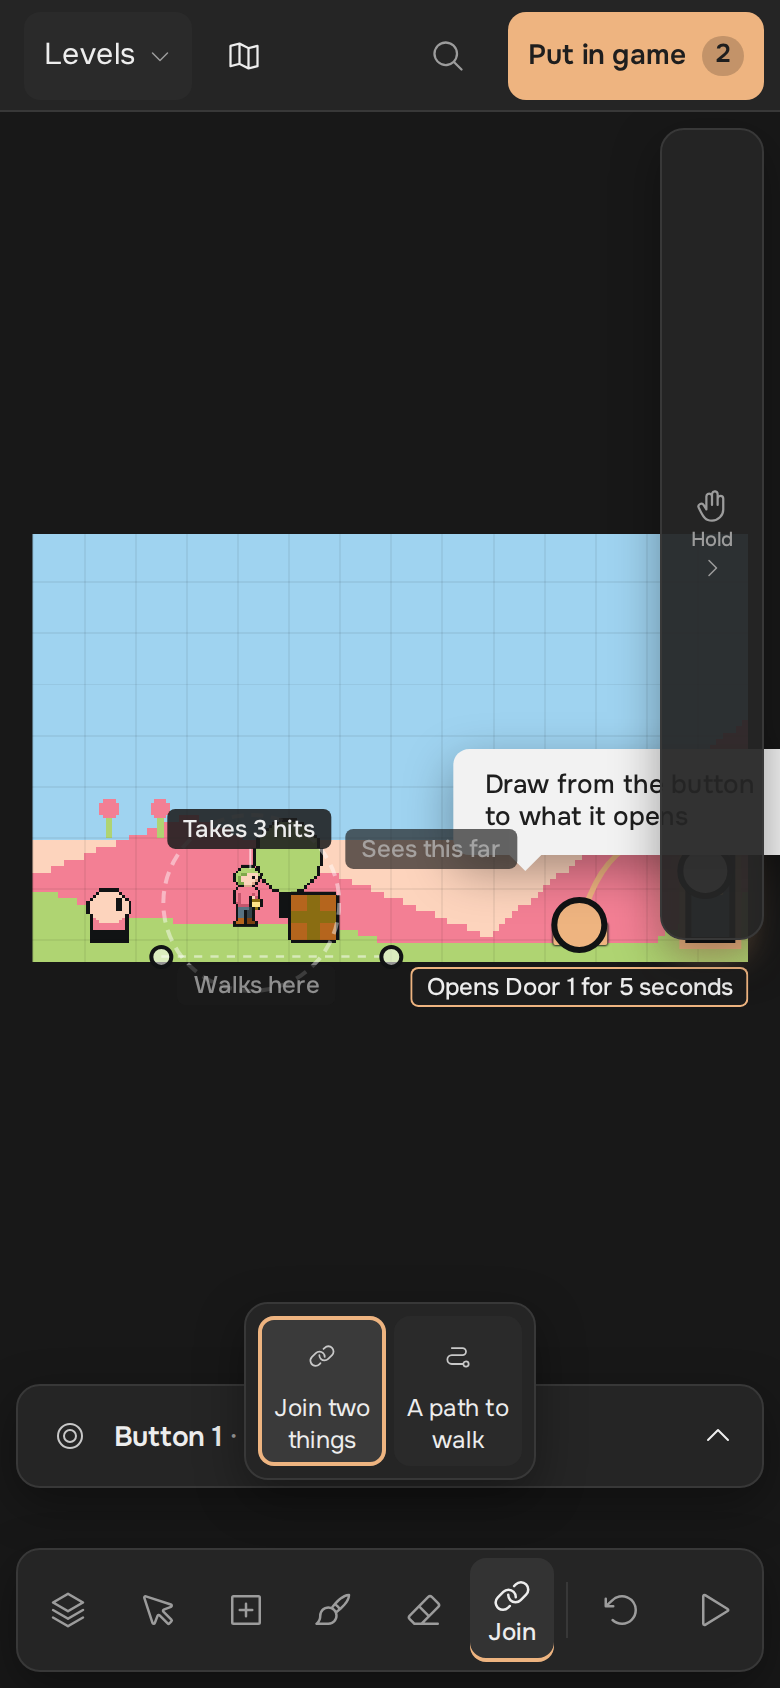 Levels
Put in game 2
Hold
Draw from the button
to what it opens
Takes 3 hits
Sees this far
Walks here
Opens Door 1 for 5 seconds
Join two
things
A path to
walk
Button 1 ·
Join